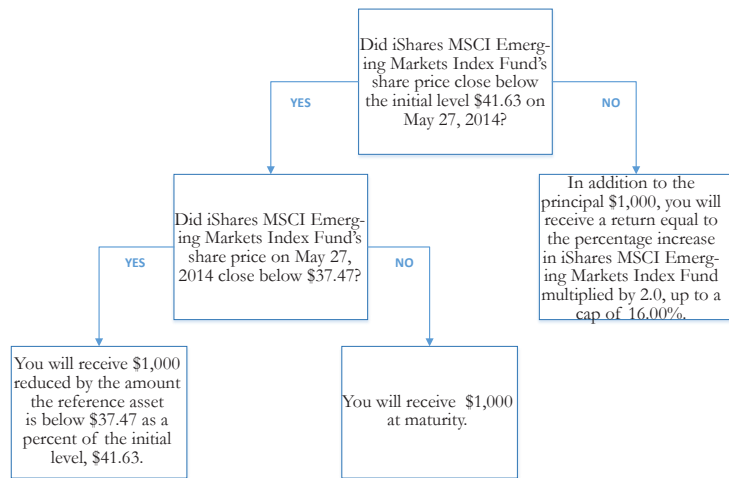 Did iShares MSCI Emerg-
ing Markets Index Fund's
share price close below
the initial level $41.63 on
May 27, 2014?
YES
NO
Did iShares MSCI Emerg-
ing Markets Index Fund's
share price on May 27,
2014 close below $37.47?
In addition to the
principal $1,000, you will
receive a return equal to
the percentage increase
in iShares MSCI Emerg-
ing Markets Index Fund
multiplied by 2.0, up to a
cap of 16.00%.
YES
NO
You will receive $1,000
reduced by the amount
the reference asset
is below $37.47 as a
percent of the initial
level, $41.63.
You will receive $1,000
at maturity.